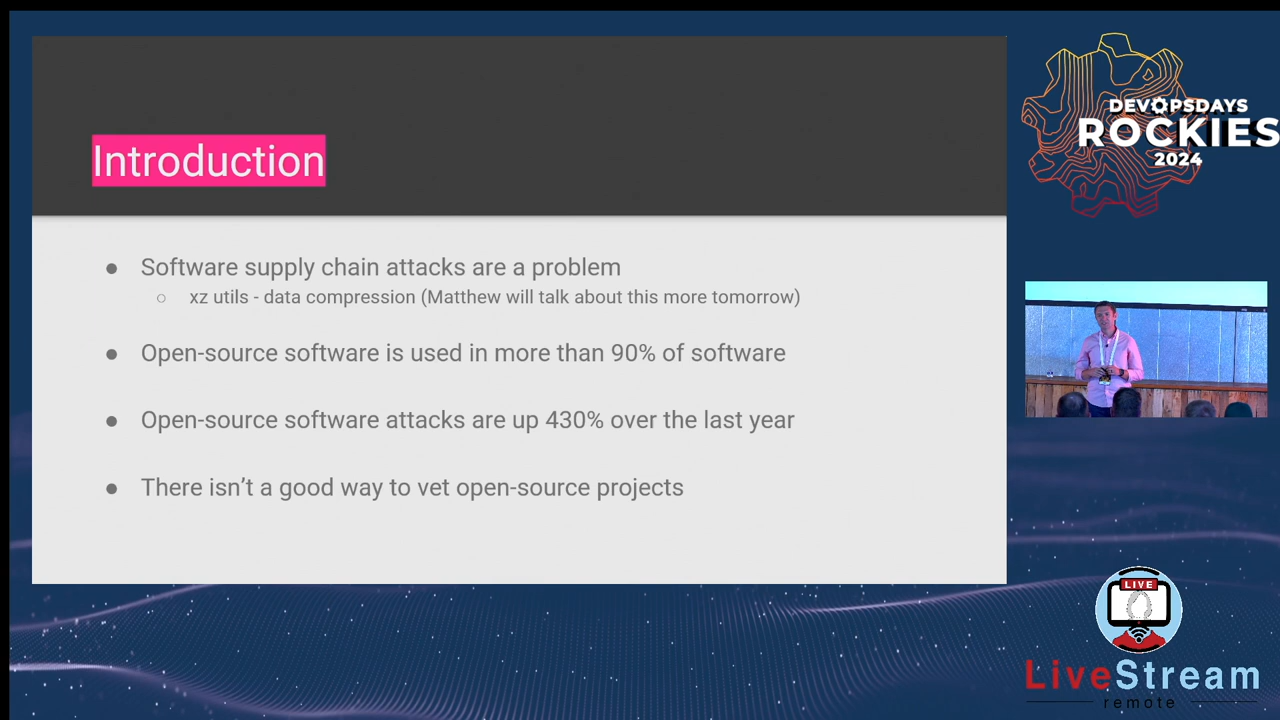 Introduction
● Software supply chain attacks are a problem
○ xz utils - data compression (Matthew will talk about this more tomorrow)
● Open-source software is used in more than 90% of software
● Open-source software attacks are up 430% over the last year
● There isn't a good way to vet open-source projects
DEVOPSDAYS
ROCKIES
2024
LIVE
LiveStream
remote